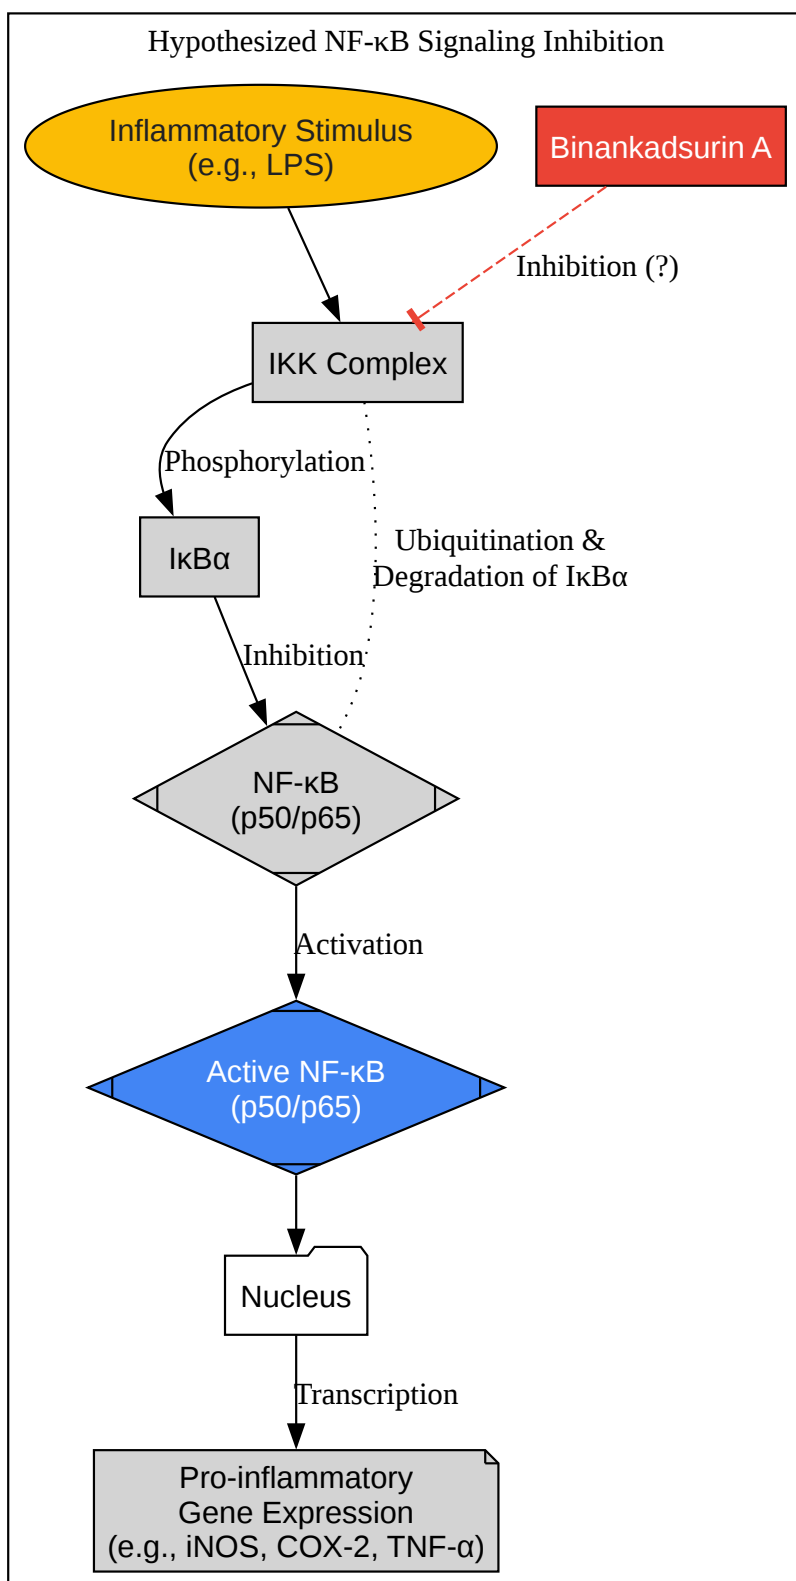 Hypothesized NF-κB Signaling Inhibition
Inflammatory Stimulus
(e.g., LPS)
Binankadsurin A
Inhibition (?)
IKK Complex
Phosphorylation
Ubiquitination &
Degradation of IκBα
IκBα
Inhibition
NF-κB
(p50/p65)
Activation
Active NF-κB
(p50/p65)
Nucleus
Transcription
Pro-inflammatory
Gene Expression
(e.g., iNOS, COX-2, TNF-α)